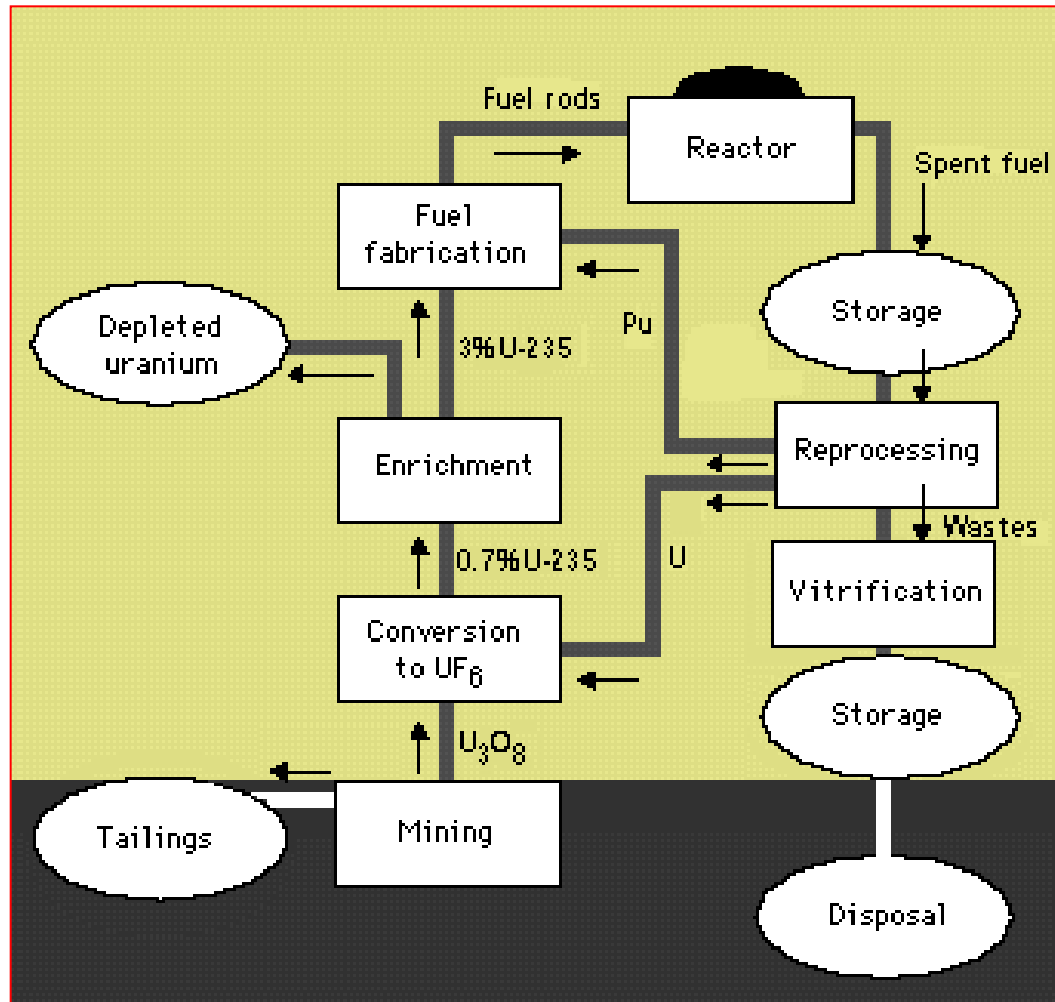 Fuel rods
Reactor
Spent fuel
Fuel
fabrication
Storage
Depleted
uranium
Pu
3%U-235
Enrichment
Reprocessing
Wastes
0.7%U-235
U
Vitrification
Conversion
to UF₆
Storage
U₃O₈
Tailings
Mining
Disposal